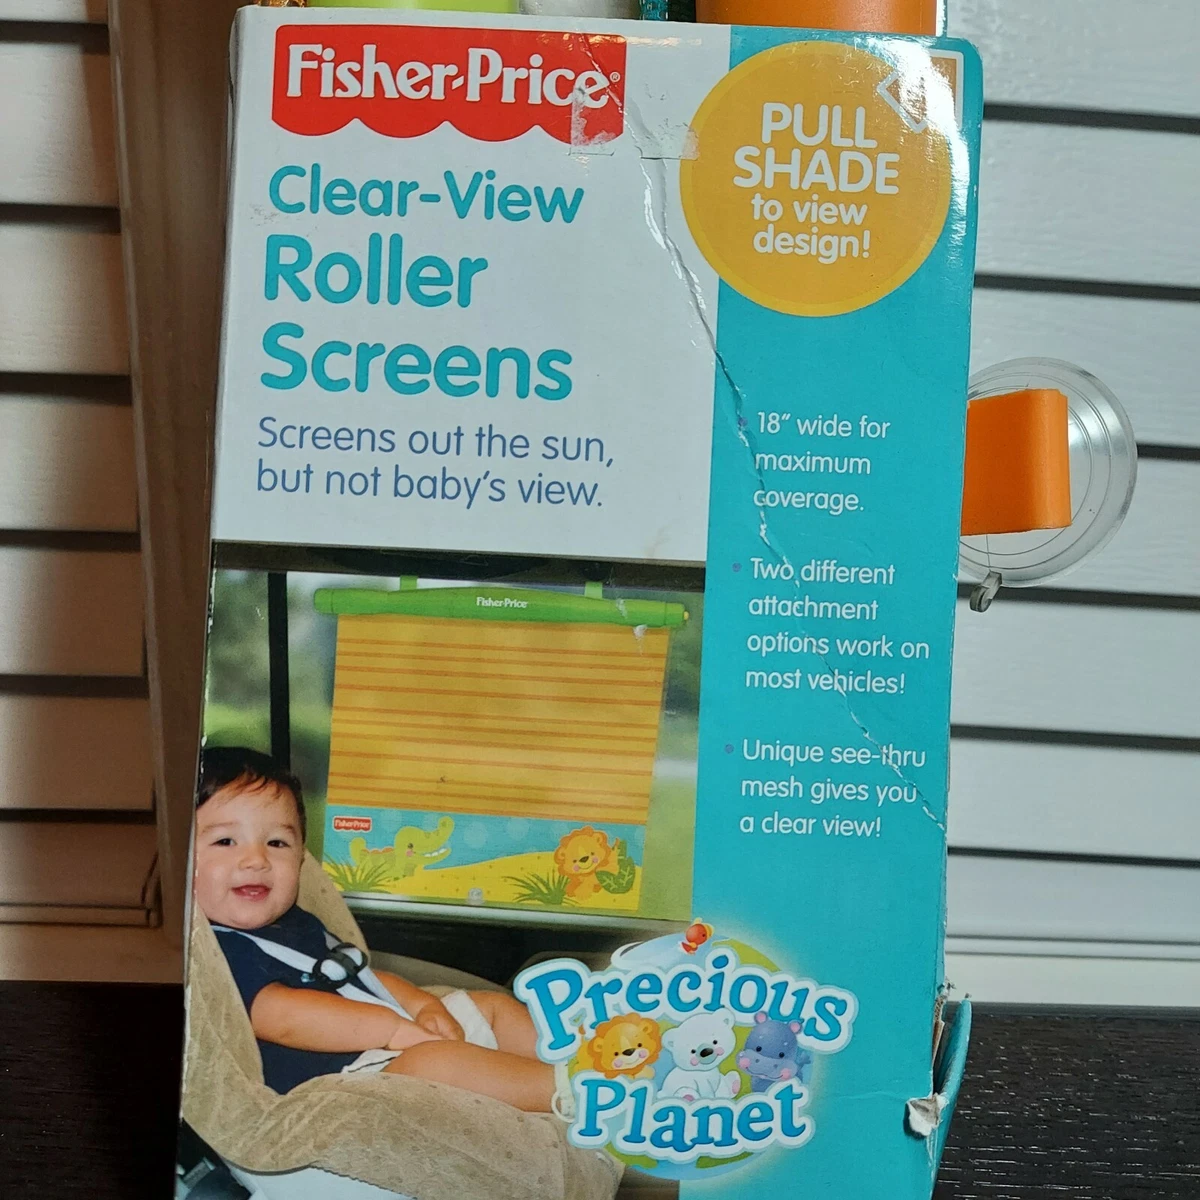 Fisher-Price®
Clear-View
Roller
Screens
Screens out the sun,
but not baby's view.
PULL
SHADE
to view
design!
• 18" wide for
maximum
coverage.
• Two different
attachment
options work on
most vehicles!
• Unique see-thru
mesh gives you
a clear view!
Fisher-Price
Fisher-Price
Precious
Planet